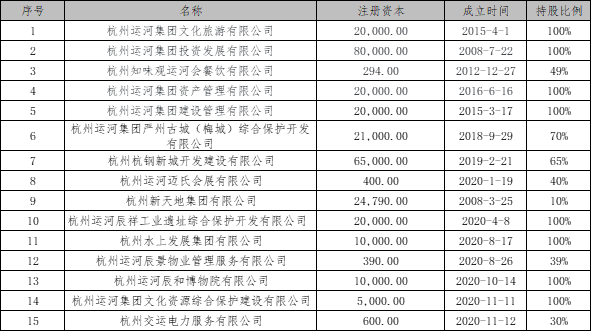 序号 名称 注册资本 成立时间 持股比例
1 杭州运河集团文化旅游有限公司 20,000.00 2015-4-1 100%
2 杭州运河集团投资发展有限公司 80,000.00 2008-7-22 100%
3 杭州知味观运河会餐饮有限公司 294.00 2012-12-27 49%
4 杭州运河集团资产管理有限公司 20,000.00 2016-6-16 100%
5 杭州运河集团建设管理有限公司 20,000.00 2015-3-17 100%
6 杭州运河集团严州古城（梅城）综合保护开发有限公司 21,000.00 2018-9-29 70%
7 杭州杭钢新城开发建设有限公司 65,000.00 2019-2-21 65%
8 杭州运河迈氏会展有限公司 400.00 2020-1-19 40%
9 杭州新天地集团有限公司 24,790.00 2008-3-25 10%
10 杭州运河辰祥工业遗址综合保护开发有限公司 20,000.00 2020-4-8 100%
11 杭州水上发展集团有限公司 10,000.00 2020-8-17 100%
12 杭州运河辰景物业管理服务有限公司 390.00 2020-8-26 39%
13 杭州运河辰和博物院有限公司 10,000.00 2020-10-14 100%
14 杭州运河集团文化资源综合保护建设有限公司 5,000.00 2020-11-11 100%
15 杭州交运电力服务有限公司 600.00 2020-11-12 30%